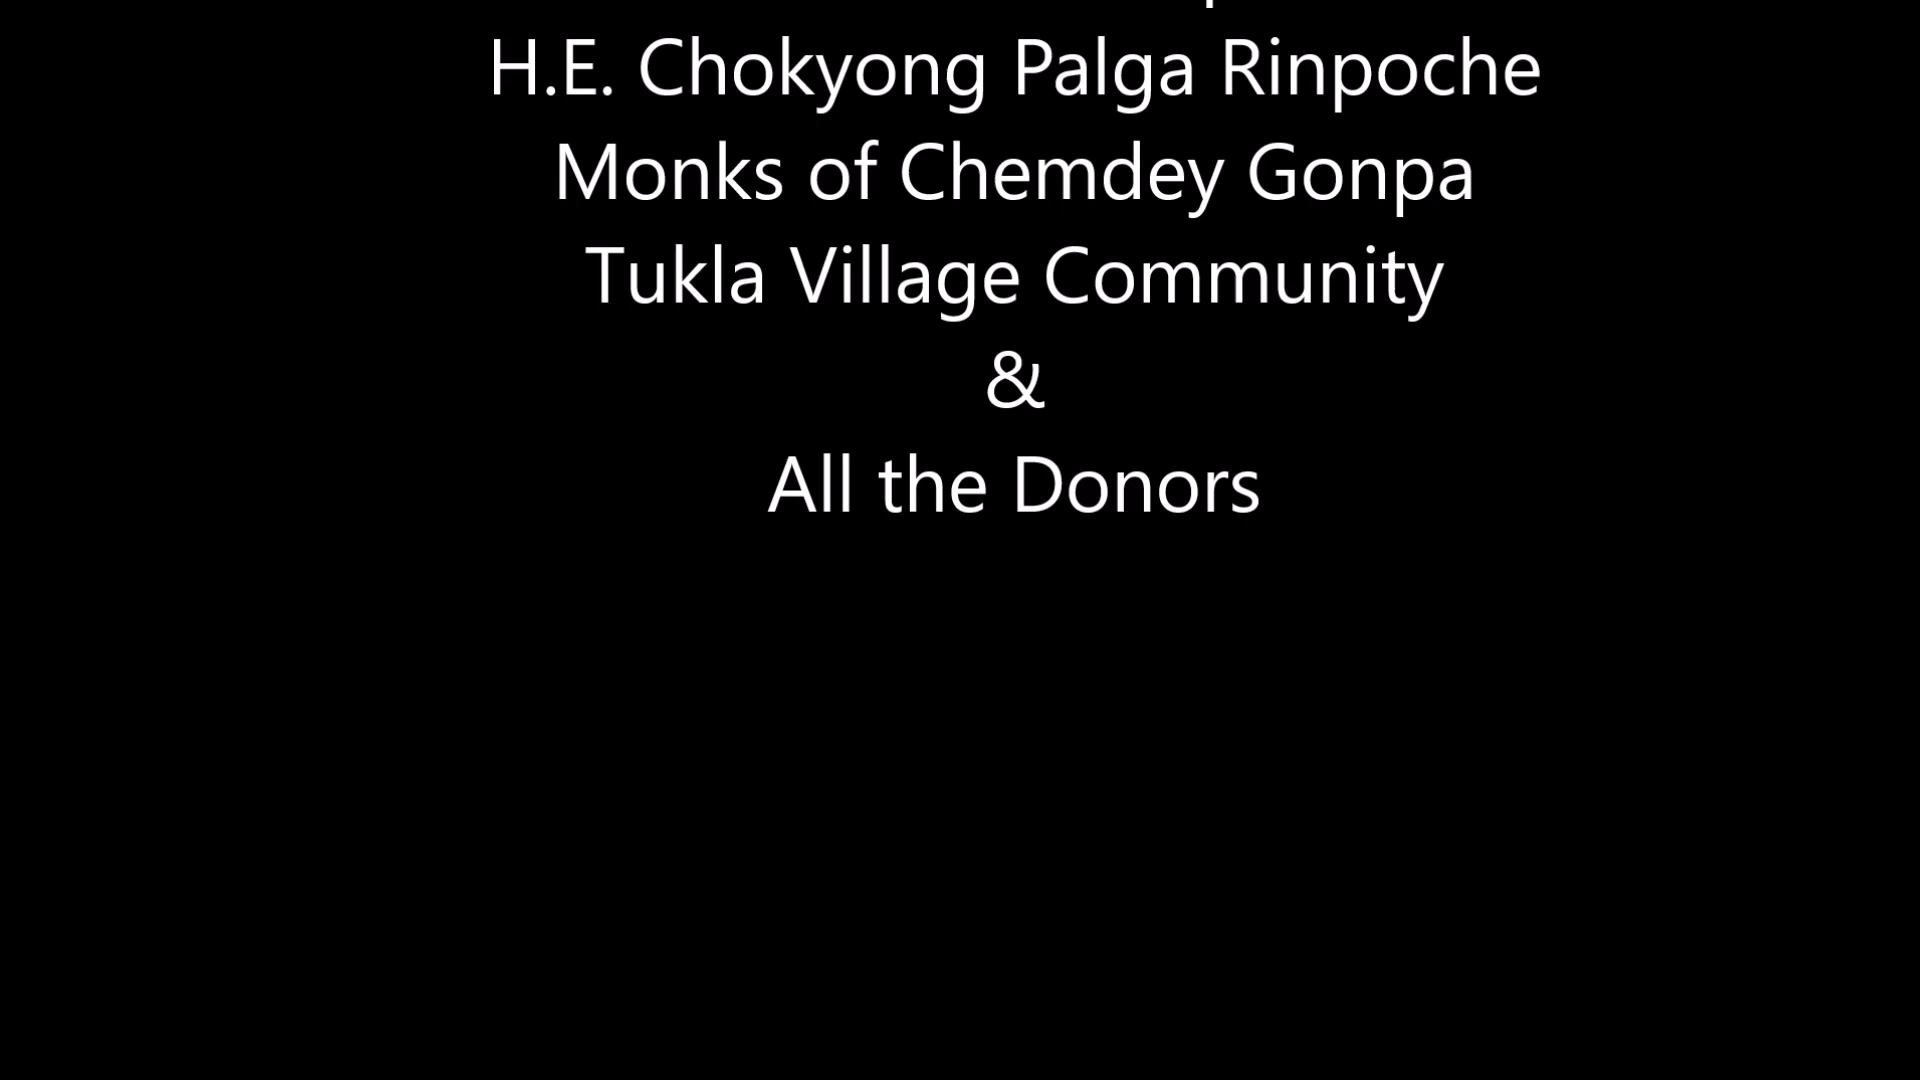 H.E. Chokyong Palga Rinpoche
Monks of Chemdey Gonpa
Tukla Village Community
&
All the Donors